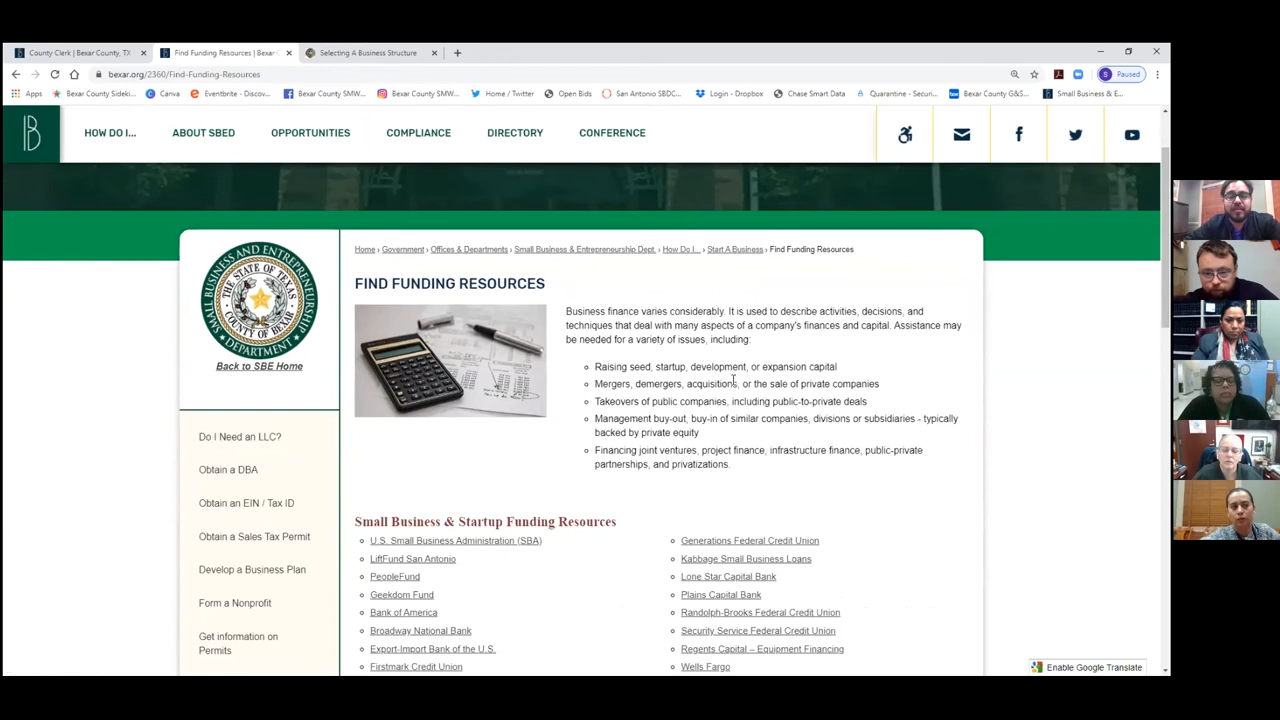 County Clerk | Bexar County, TX
Find Funding Resources | Bexar C
Selecting A Business Structure
bexar.org/2360/Find-Funding-Resources
Paused
Apps
Bexar County Sideki...
Canva
Eventbrite - Discov...
Bexar County SMW...
Bexar County SMW...
Home / Twitter
Open Bids
San Antonio SBDC...
Login - Dropbox
Chase Smart Data
Quarantine - Securi...
Bexar County G&S...
Small Business & E...
HOW DO I...
ABOUT SBED
OPPORTUNITIES
COMPLIANCE
DIRECTORY
CONFERENCE
Home › Government › Offices & Departments › Small Business & Entrepreneurship Dept. › How Do I... › Start A Business › Find Funding Resources
SMALL BUSINESS AND ENTREPRENEURSHIP
DEPARTMENT
THE STATE OF TEXAS
COUNTY OF BEXAR
Back to SBE Home
Do I Need an LLC?
Obtain a DBA
Obtain an EIN / Tax ID
Obtain a Sales Tax Permit
Develop a Business Plan
Form a Nonprofit
Get information on
Permits
FIND FUNDING RESOURCES
Business finance varies considerably. It is used to describe activities, decisions, and
techniques that deal with many aspects of a company's finances and capital. Assistance may
be needed for a variety of issues, including:
Raising seed, startup, development, or expansion capital
Mergers, demergers, acquisitions, or the sale of private companies
Takeovers of public companies, including public-to-private deals
Management buy-out, buy-in of similar companies, divisions or subsidiaries - typically
backed by private equity
Financing joint ventures, project finance, infrastructure finance, public-private
partnerships, and privatizations.
Small Business & Startup Funding Resources
U.S. Small Business Administration (SBA)
LiftFund San Antonio
PeopleFund
Geekdom Fund
Bank of America
Broadway National Bank
Export-Import Bank of the U.S.
Firstmark Credit Union
Generations Federal Credit Union
Kabbage Small Business Loans
Lone Star Capital Bank
Plains Capital Bank
Randolph-Brooks Federal Credit Union
Security Service Federal Credit Union
Regents Capital – Equipment Financing
Wells Fargo
Enable Google Translate